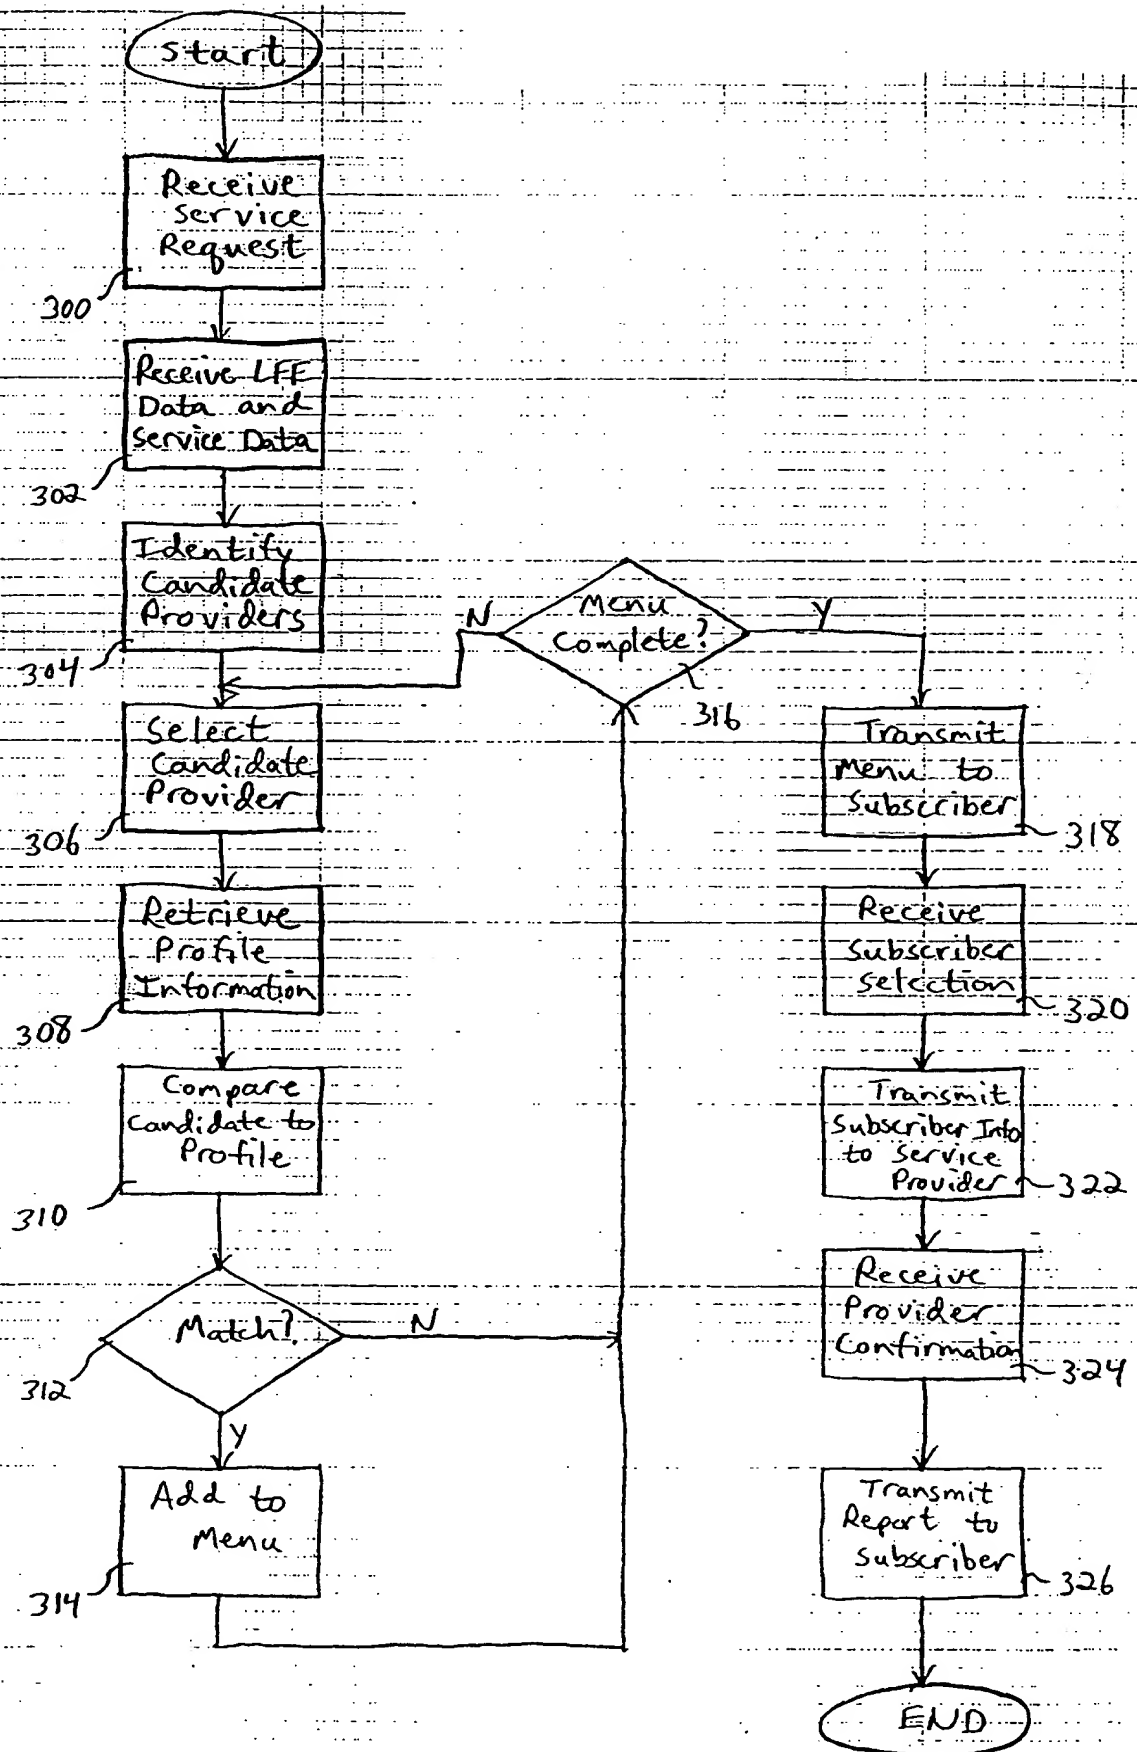 Start
Receive
Service
Request
300
Receive LFE
Data and
Service Data
302
Identify
Candidate
Providers
304
Select
Candidate
Provider
306
Retrieve
Profile
Information
308
Compare
Candidate to
Profile
310
Match?
312
N
Y
Add to
Menu
314
Menu
Complete?
316
N
Y
Transmit
Menu to
Subscriber
318
Receive
Subscriber
Selection
320
Transmit
Subscriber Info
to Service
Provider
322
Receive
Provider
Confirmation
324
Transmit
Report to
Subscriber
326
END